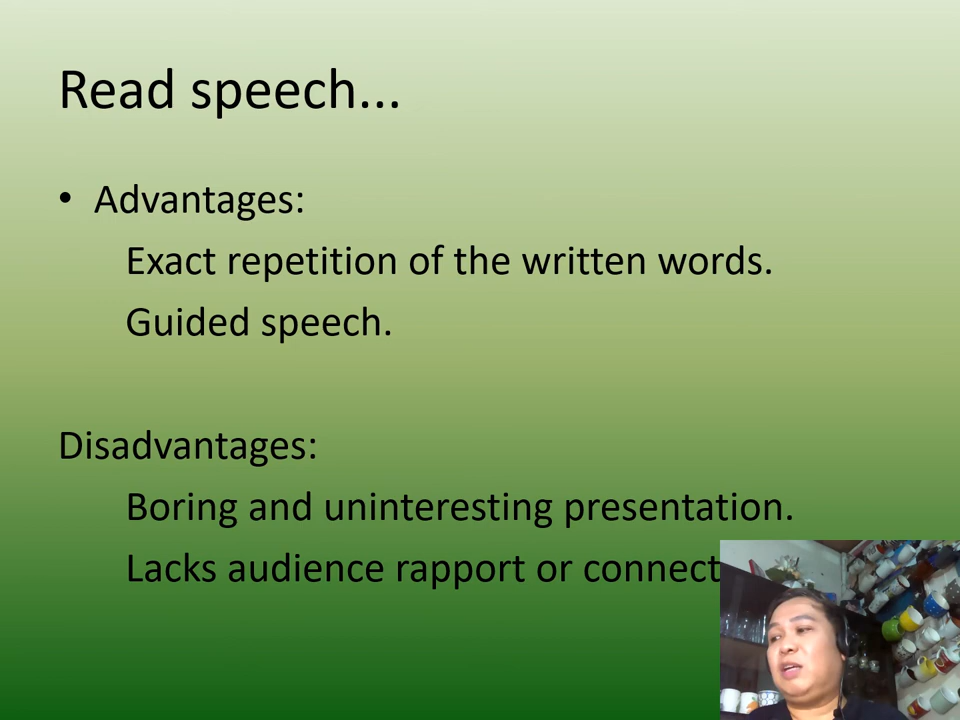 Read speech...
• Advantages:
Exact repetition of the written words.
Guided speech.
Disadvantages:
Boring and uninteresting presentation.
Lacks audience rapport or connect